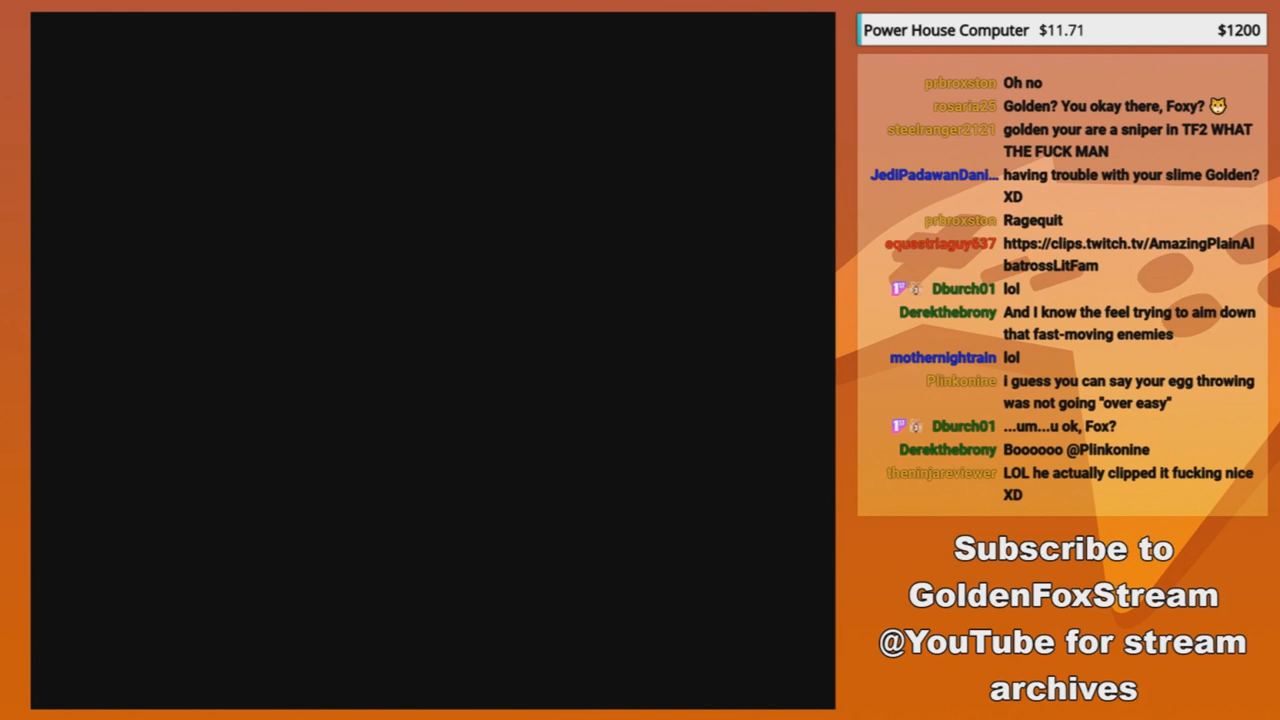 Power House Computer $11.71 $1200
prbroxston Oh no
rosaria25 Golden? You okay there, Foxy? 🦊
steelranger2121 golden your are a sniper in TF2 WHAT
THE FUCK MAN
JediPadawanDani... having trouble with your slime Golden?
XD
prbroxston Ragequit
equestriaguy637 https://clips.twitch.tv/AmazingPlainAl
batrossLitFam
1ST Dburch01 lol
Derekthebrony And I know the feel trying to aim down
that fast-moving enemies
mothernightrain lol
Plinkonine i guess you can say your egg throwing
was not going "over easy"
1ST Dburch01 ...um...u ok, Fox?
Derekthebrony Boooooo @Plinkonine
theninjareviewer LOL he actually clipped it fucking nice
XD
Subscribe to
GoldenFoxStream
@YouTube for stream
archives